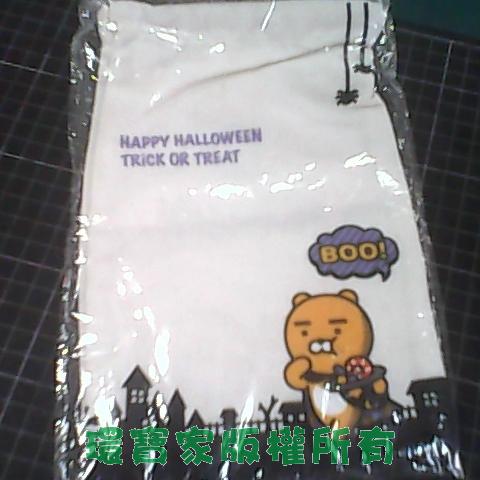 HAPPY HALLOWEEN
TRICK OR TREAT
BOO!
環寶家版權所有